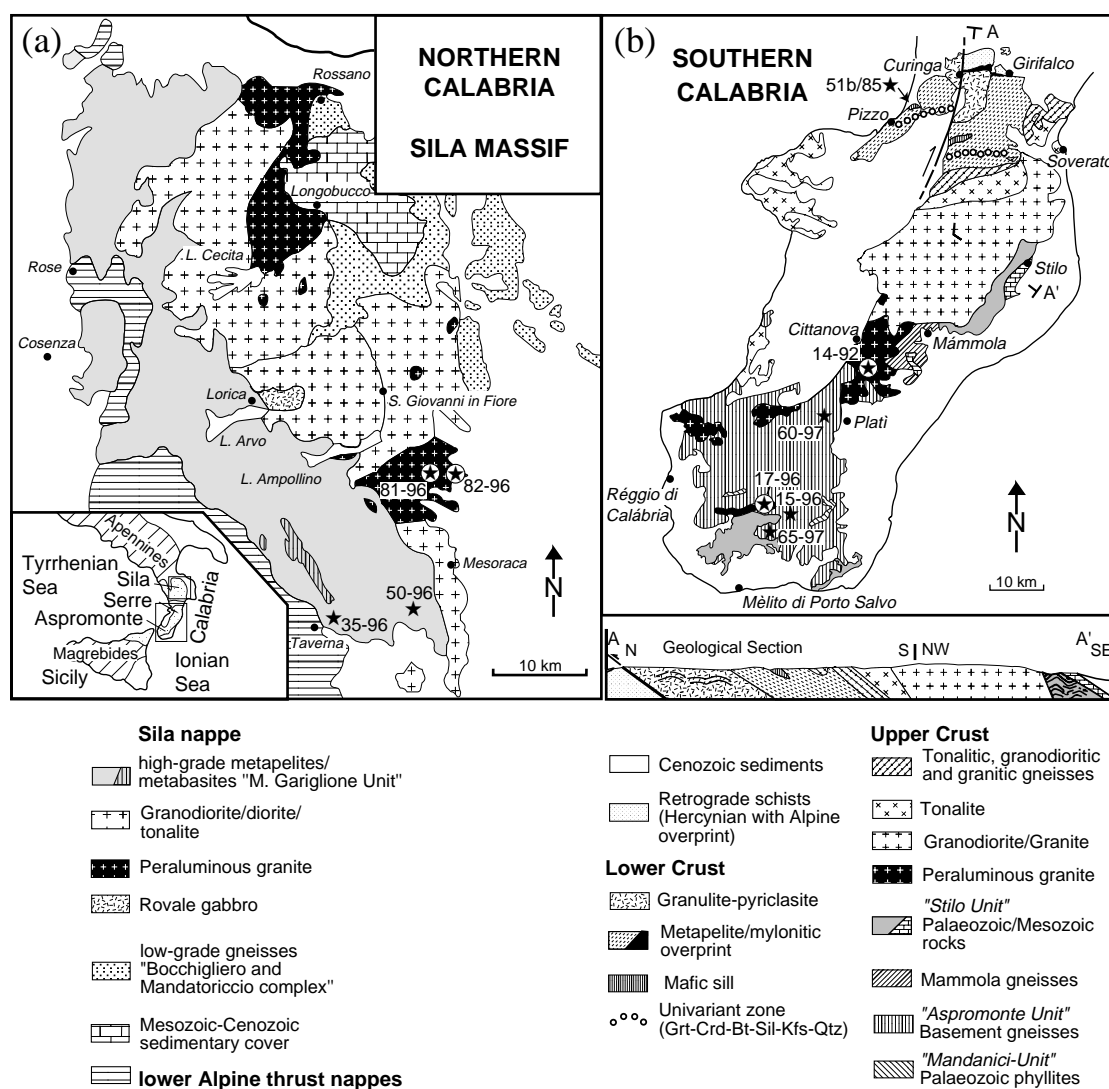 (a)
NORTHERN
CALABRIA
SILA MASSIF
Rossano
Longobucco
L. Cecita
Rose
Cosenza
Lorica
S. Giovanni in Fiore
L. Arvo
L. Ampollino
81-96
82-96
Mesoraca
N
50-96
35-96
Taverna
10 km
Apennines
Tyrrhenian
Sea
Sila
Serre
Calabria
Aspromonte
Magrebides
Sicily
Ionian
Sea
(b)
SOUTHERN
CALABRIA
A
Curinga
Girifalco
51b/85
Pizzo
Soverato
Stilo
A'
Cittanova
Mámmola
14-92
60-97
Platì
17-96
15-96
65-97
Réggio di
Calábria
N
10 km
Mèlito di Porto Salvo
A
N
Geological Section
S
NW
A'
SE
Sila nappe
high-grade metapelites/
metabasites "M. Gariglione Unit"
Granodiorite/diorite/
tonalite
Peraluminous granite
Rovale gabbro
low-grade gneisses
"Bocchigliero and
Mandatoriccio complex"
Mesozoic-Cenozoic
sedimentary cover
lower Alpine thrust nappes
Cenozoic sediments
Retrograde schists
(Hercynian with Alpine
overprint)
Lower Crust
Granulite-pyriclasite
Metapelite/mylonitic
overprint
Mafic sill
Univariant zone
(Grt-Crd-Bt-Sil-Kfs-Qtz)
Upper Crust
Tonalitic, granodioritic
and granitic gneisses
Tonalite
Granodiorite/Granite
Peraluminous granite
"Stilo Unit"
Palaeozoic/Mesozoic
rocks
Mammola gneisses
"Aspromonte Unit"
Basement gneisses
"Mandanici-Unit"
Palaeozoic phyllites